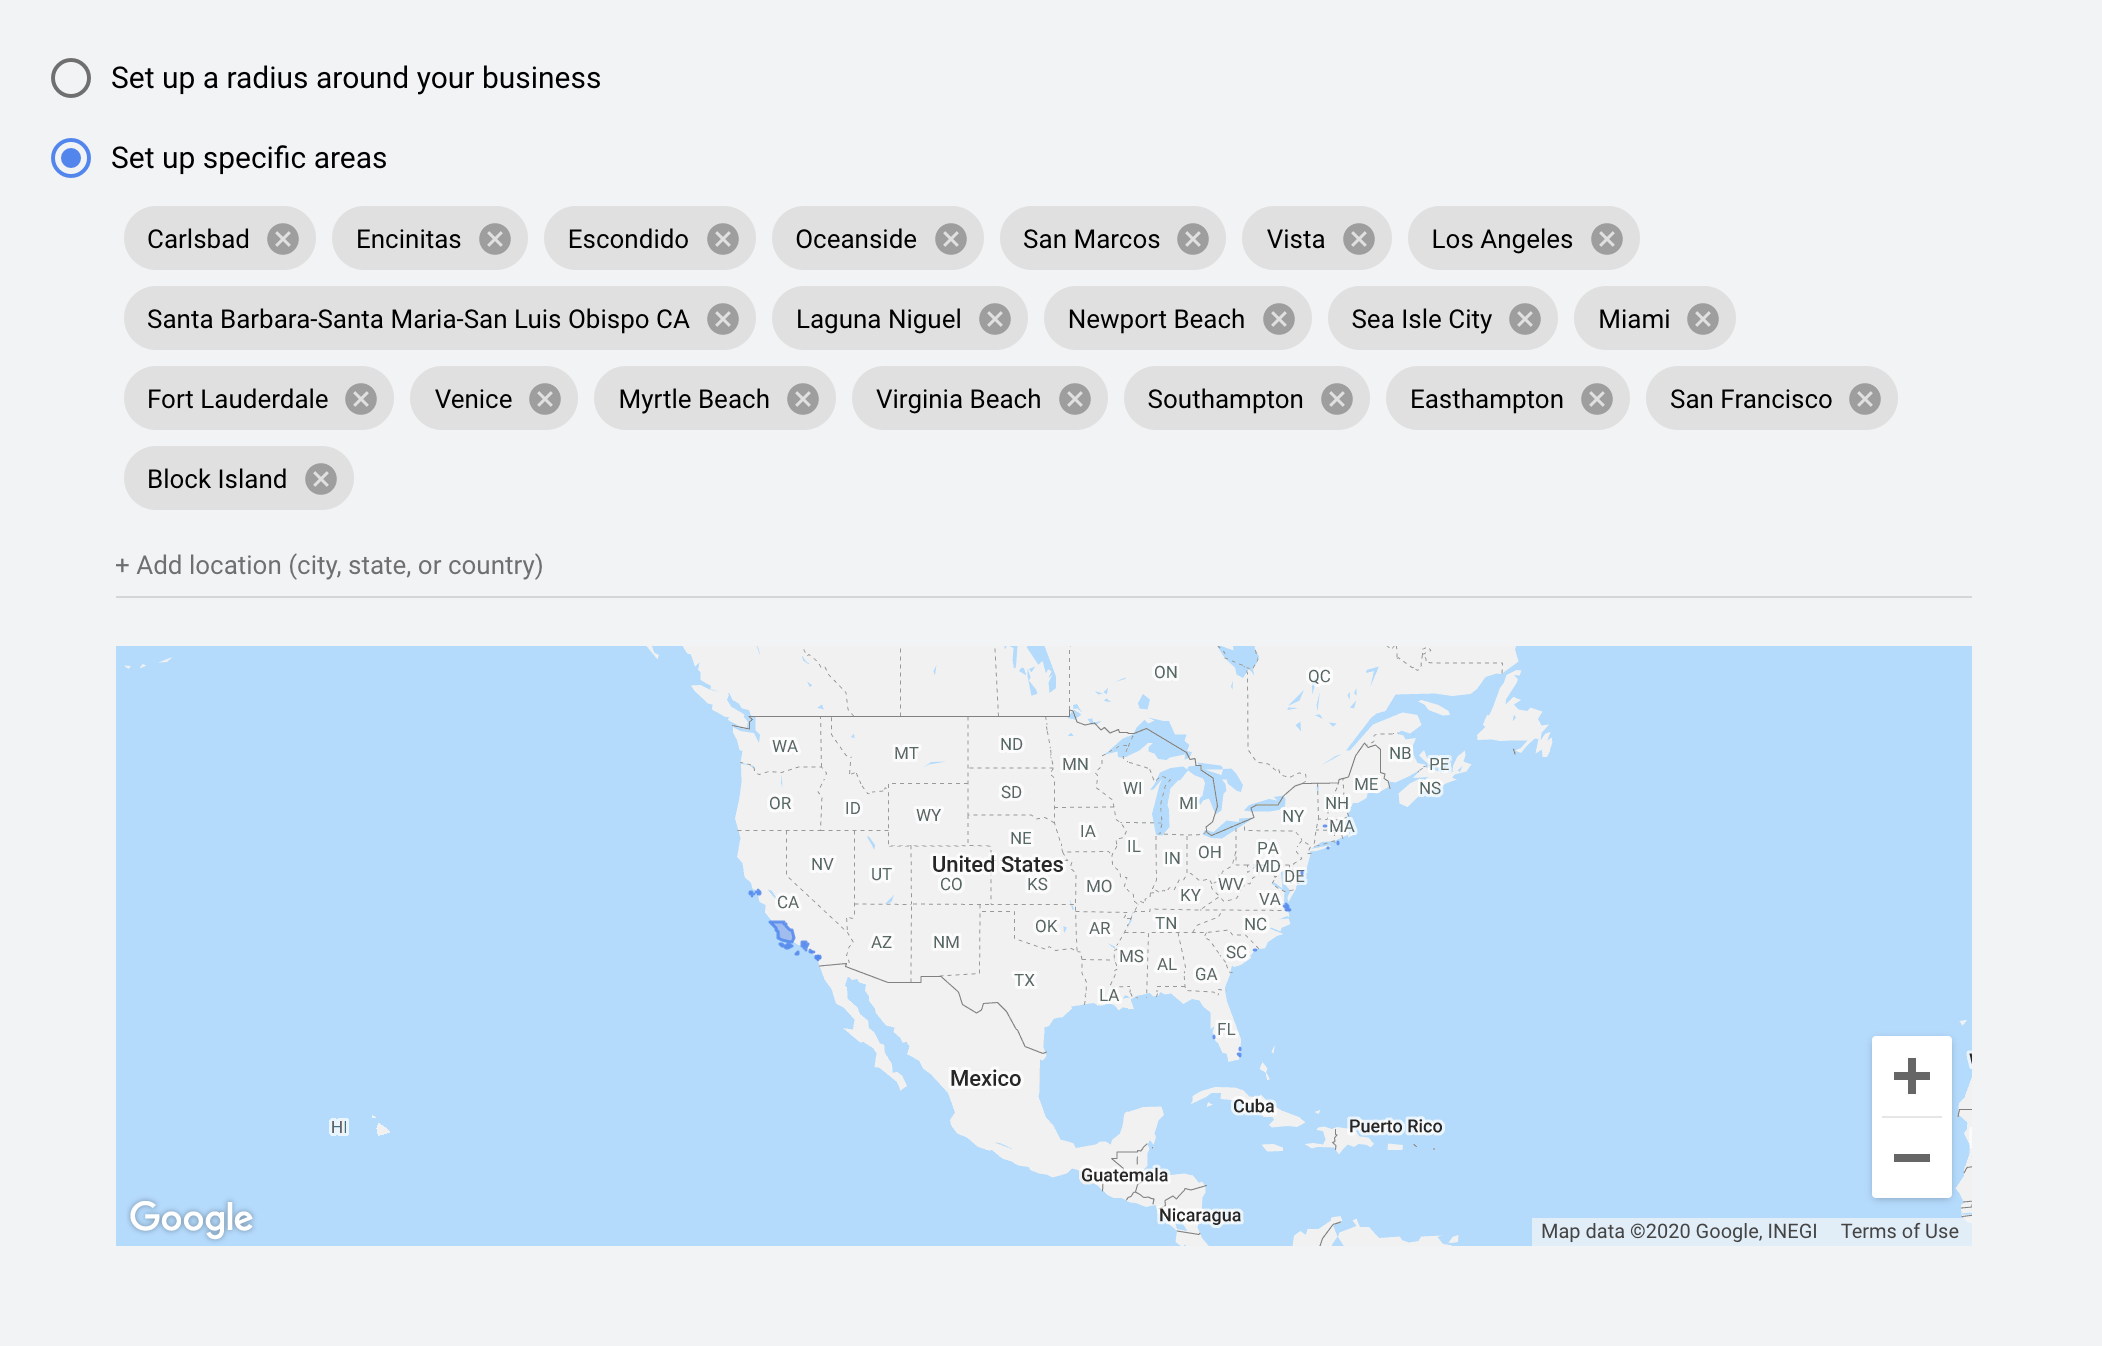 Set up a radius around your business
Set up specific areas
Carlsbad Encinitas Escondido Oceanside San Marcos Vista Los Angeles
Santa Barbara-Santa Maria-San Luis Obispo CA Laguna Niguel Newport Beach Sea Isle City Miami
Fort Lauderdale Venice Myrtle Beach Virginia Beach Southampton Easthampton San Francisco
Block Island
+ Add location (city, state, or country)
ON QC
WA MT ND MN NB PE
OR ID WY SD WI MI NY NH ME NS
NV UT NE IA IL IN OH PA MA
United States MD
CA CO KS MO KY WV VA DE
AZ NM OK AR TN NC
TX MS AL GA SC
LA
FL
Mexico
Cuba
HI Puerto Rico
Guatemala
Nicaragua
Google
Map data ©2020 Google, INEGI Terms of Use